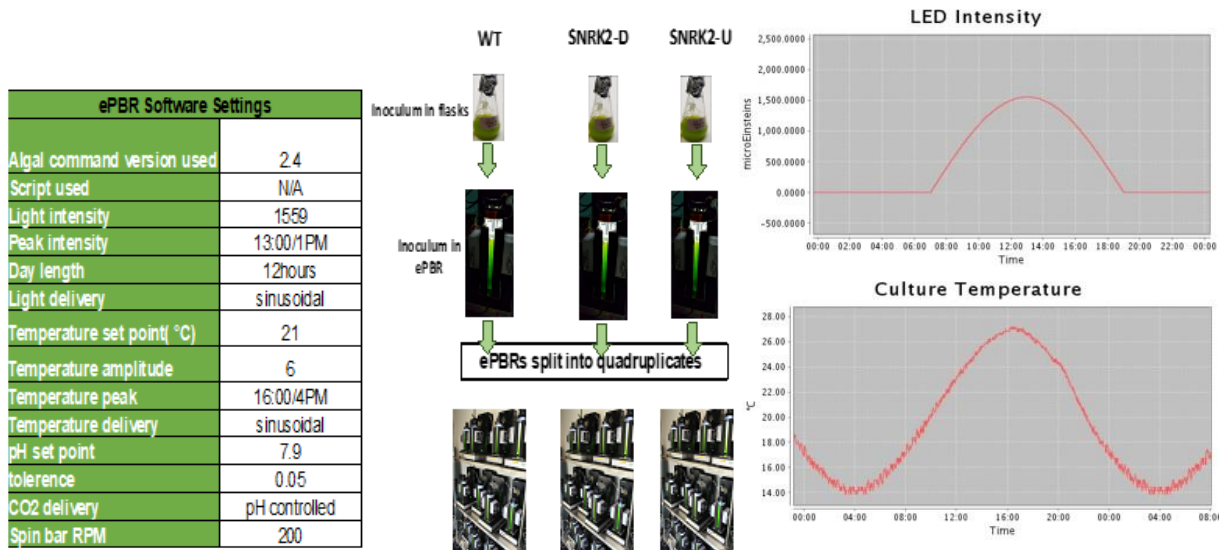 ePBR Software Settings
Algal command version used 2.4
Script used N/A
Light intensity 1559
Peak intensity 13:00/1PM
Day length 12hours
Light delivery sinusoidal
Temperature set point( °C) 21
Temperature amplitude 6
Temperature peak 16:00/4PM
Temperature delivery sinusoidal
pH set point 7.9
tolerence 0.05
CO2 delivery pH controlled
Spin bar RPM 200
WT SNRK2-D SNRK2-U
Inoculum in flasks
Inoculum in
ePBR
ePBRs split into quadruplicates
LED Intensity
microEinsteins
2,500.0000
2,000.0000
1,500.0000
1,000.0000
500.0000
0.0000
-500.0000
00:00 02:00 04:00 06:00 08:00 10:00 12:00 14:00 16:00 18:00 20:00 22:00 00:00
Time
Culture Temperature
°C
28.00
26.00
24.00
22.00
20.00
18.00
16.00
14.00
00:00 04:00 08:00 12:00 16:00 20:00 00:00 04:00 08:00
Time